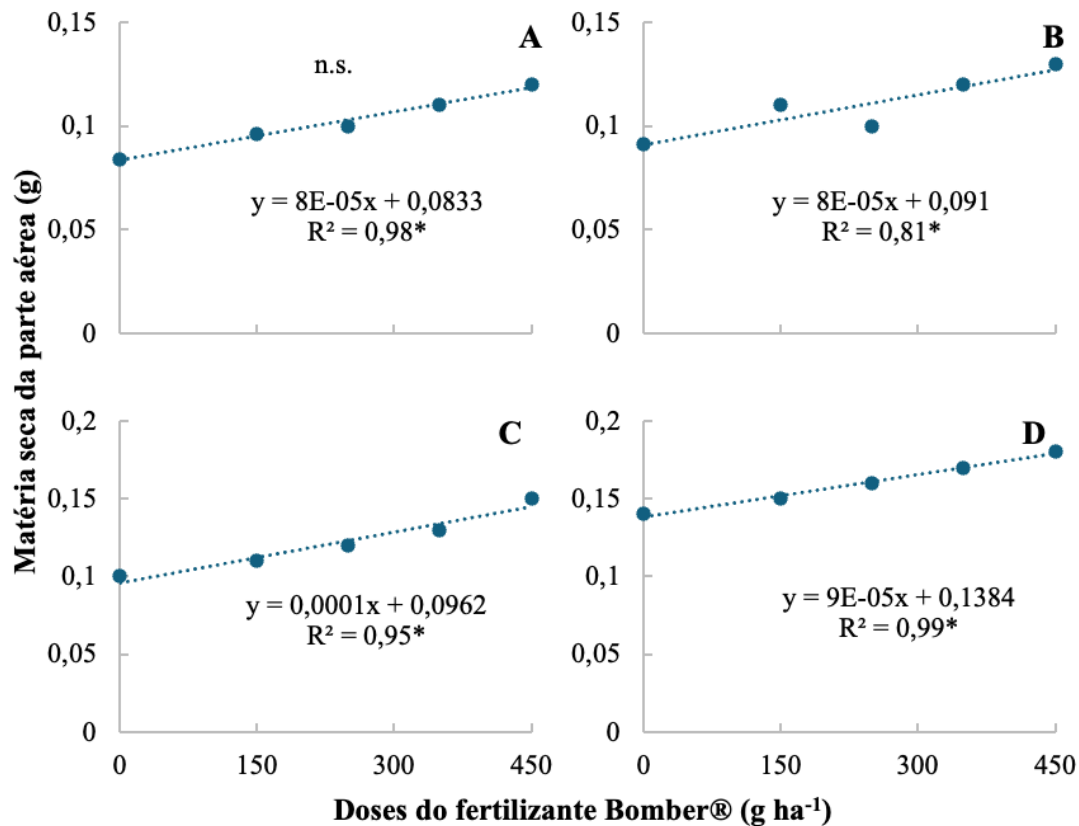 Matéria seca da parte aérea (g)
0,15
0,1
0,05
0
A
n.s.
y = 8E-05x + 0,0833
R² = 0,98*
0,15
0,1
0,05
0
B
y = 8E-05x + 0,091
R² = 0,81*
0,2
0,15
0,1
0,05
0
C
y = 0,0001x + 0,0962
R² = 0,95*
0 150 300 450
0,2
0,15
0,1
0,05
0
D
y = 9E-05x + 0,1384
R² = 0,99*
0 150 300 450
Doses do fertilizante Bomber® (g ha⁻¹)